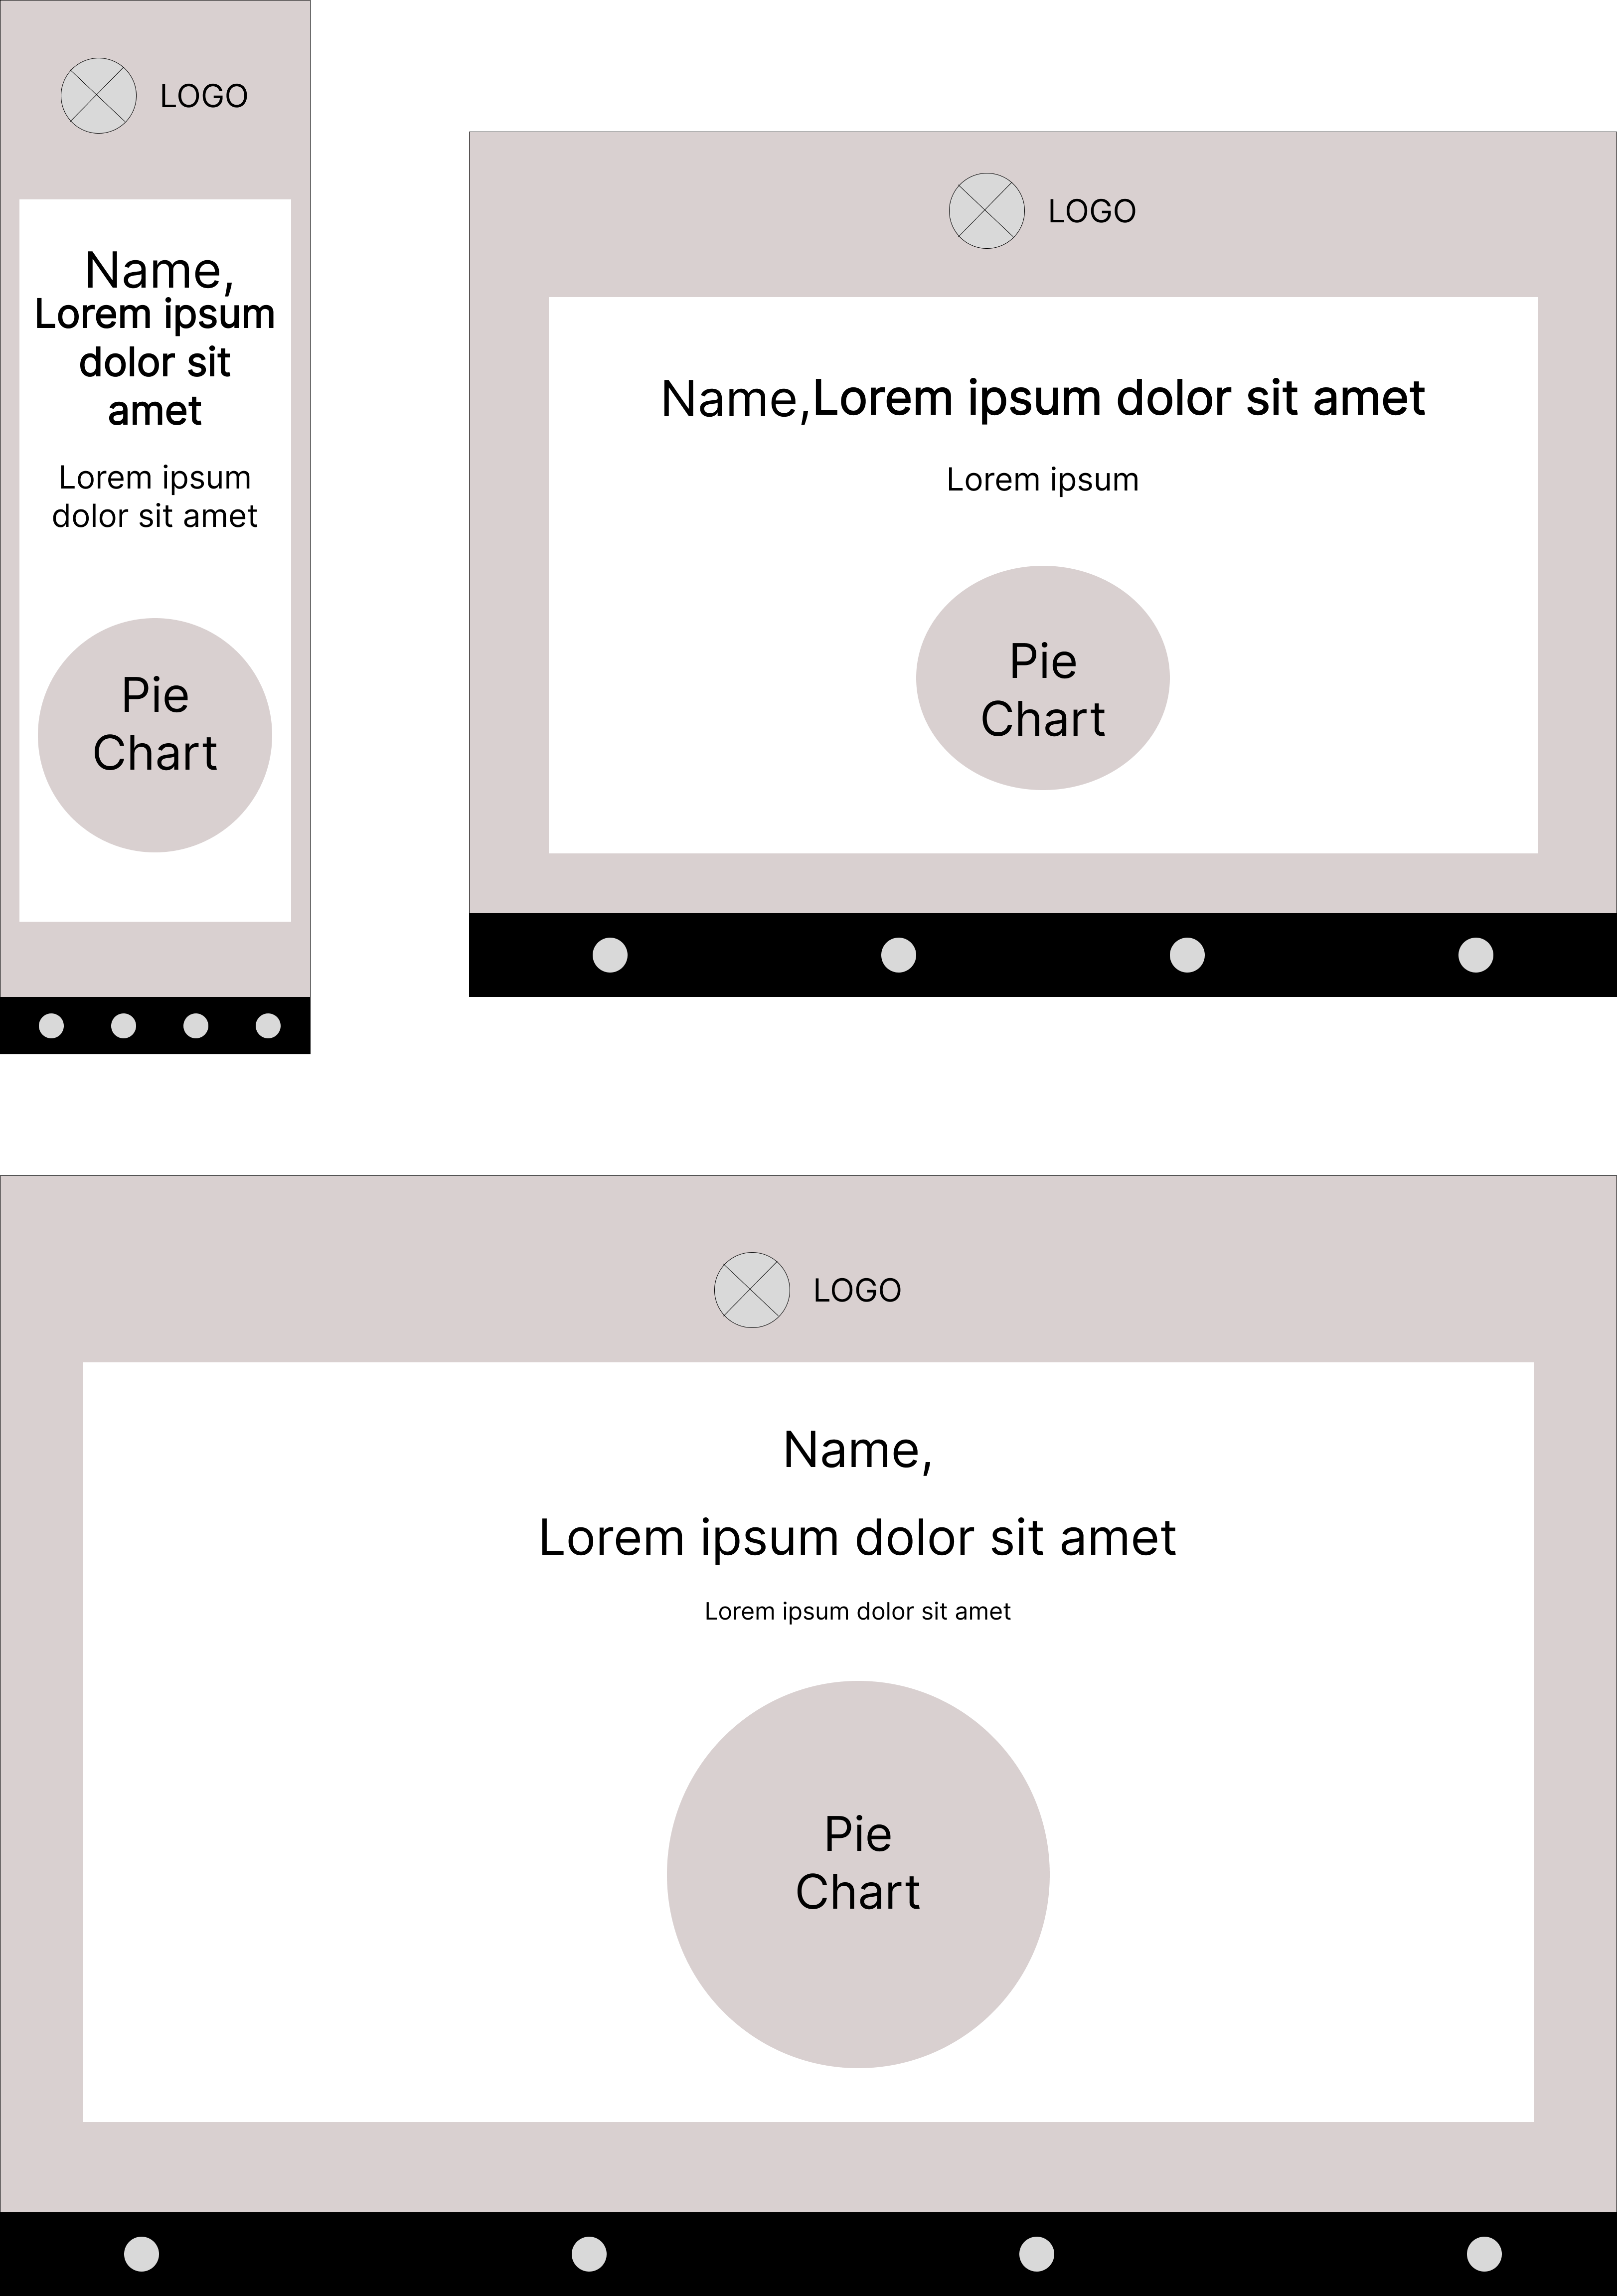 LOGO
Name,
Lorem ipsum
dolor sit
amet
Lorem ipsum
dolor sit amet
Pie
Chart
LOGO
Name,Lorem ipsum dolor sit amet
Lorem ipsum
Pie
Chart
LOGO
Name,
Lorem ipsum dolor sit amet
Lorem ipsum dolor sit amet
Pie
Chart